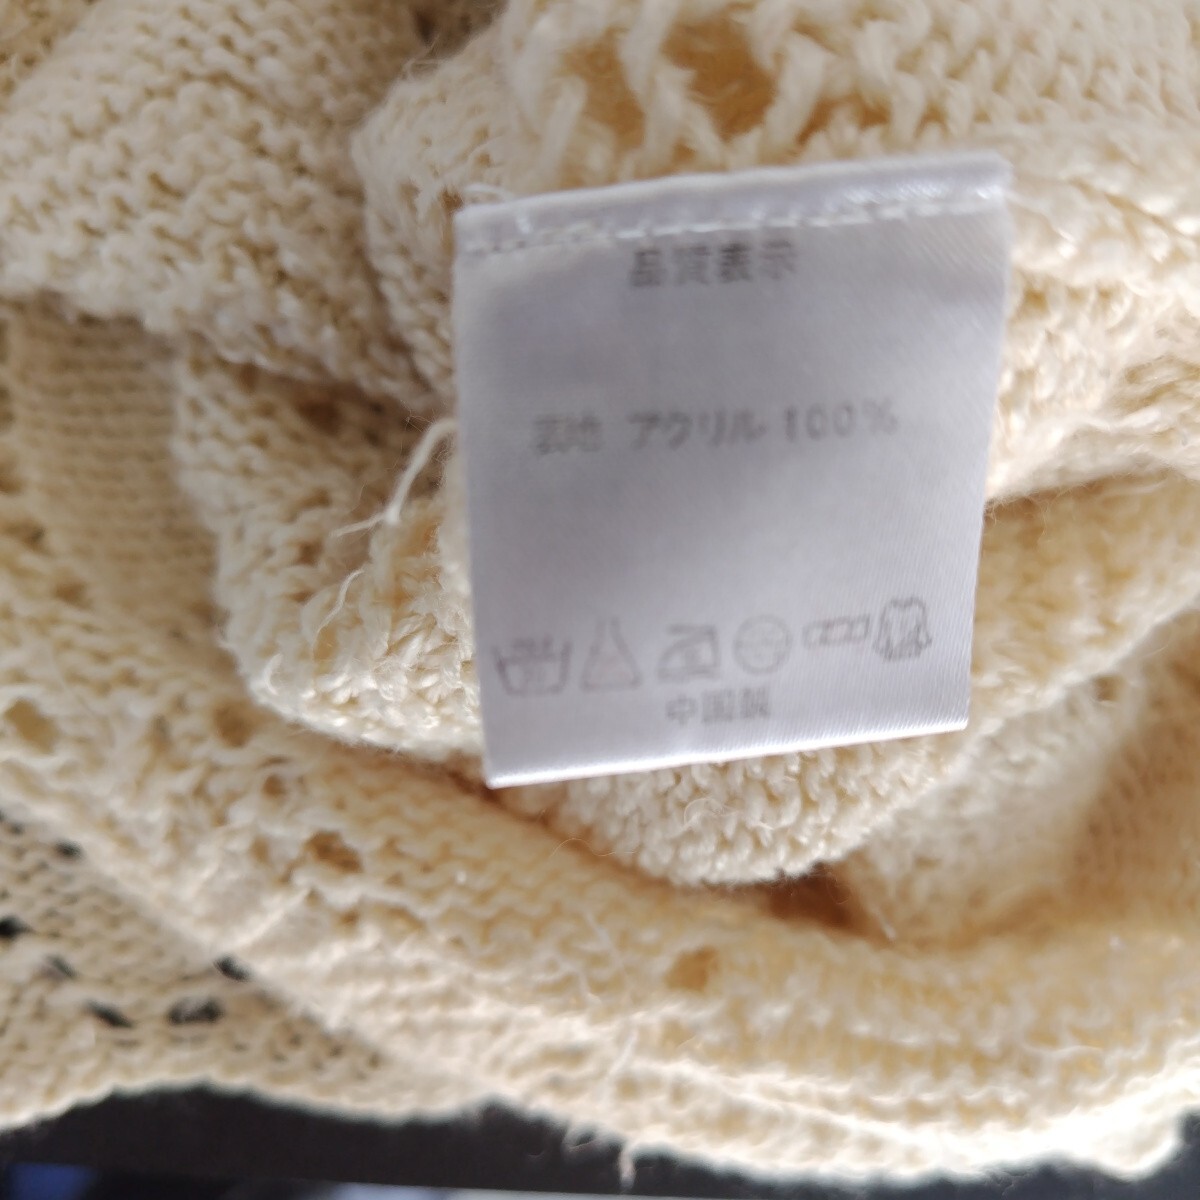 品質表示
表地 アクリル 100%
中国製